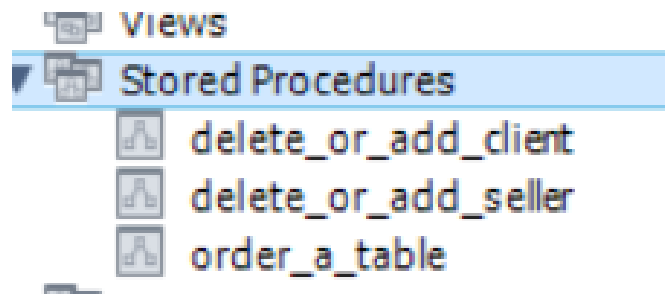 Views
Stored Procedures
delete_or_add_client
delete_or_add_seller
order_a_table